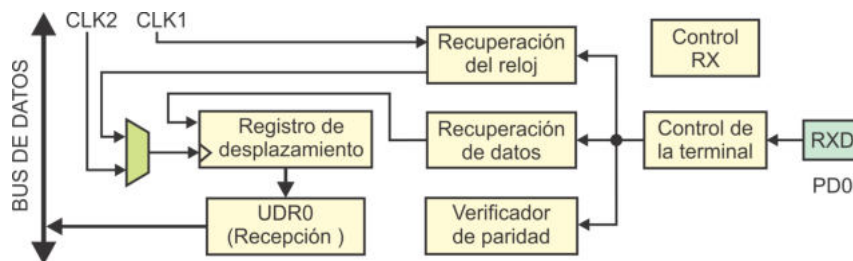 CLK2
CLK1
BUS DE DATOS
Recuperación
del reloj
Control
RX
Registro de
desplazamiento
Recuperación
de datos
Control de
la terminal
RXD
PD0
UDR0
(Recepción )
Verificador
de paridad